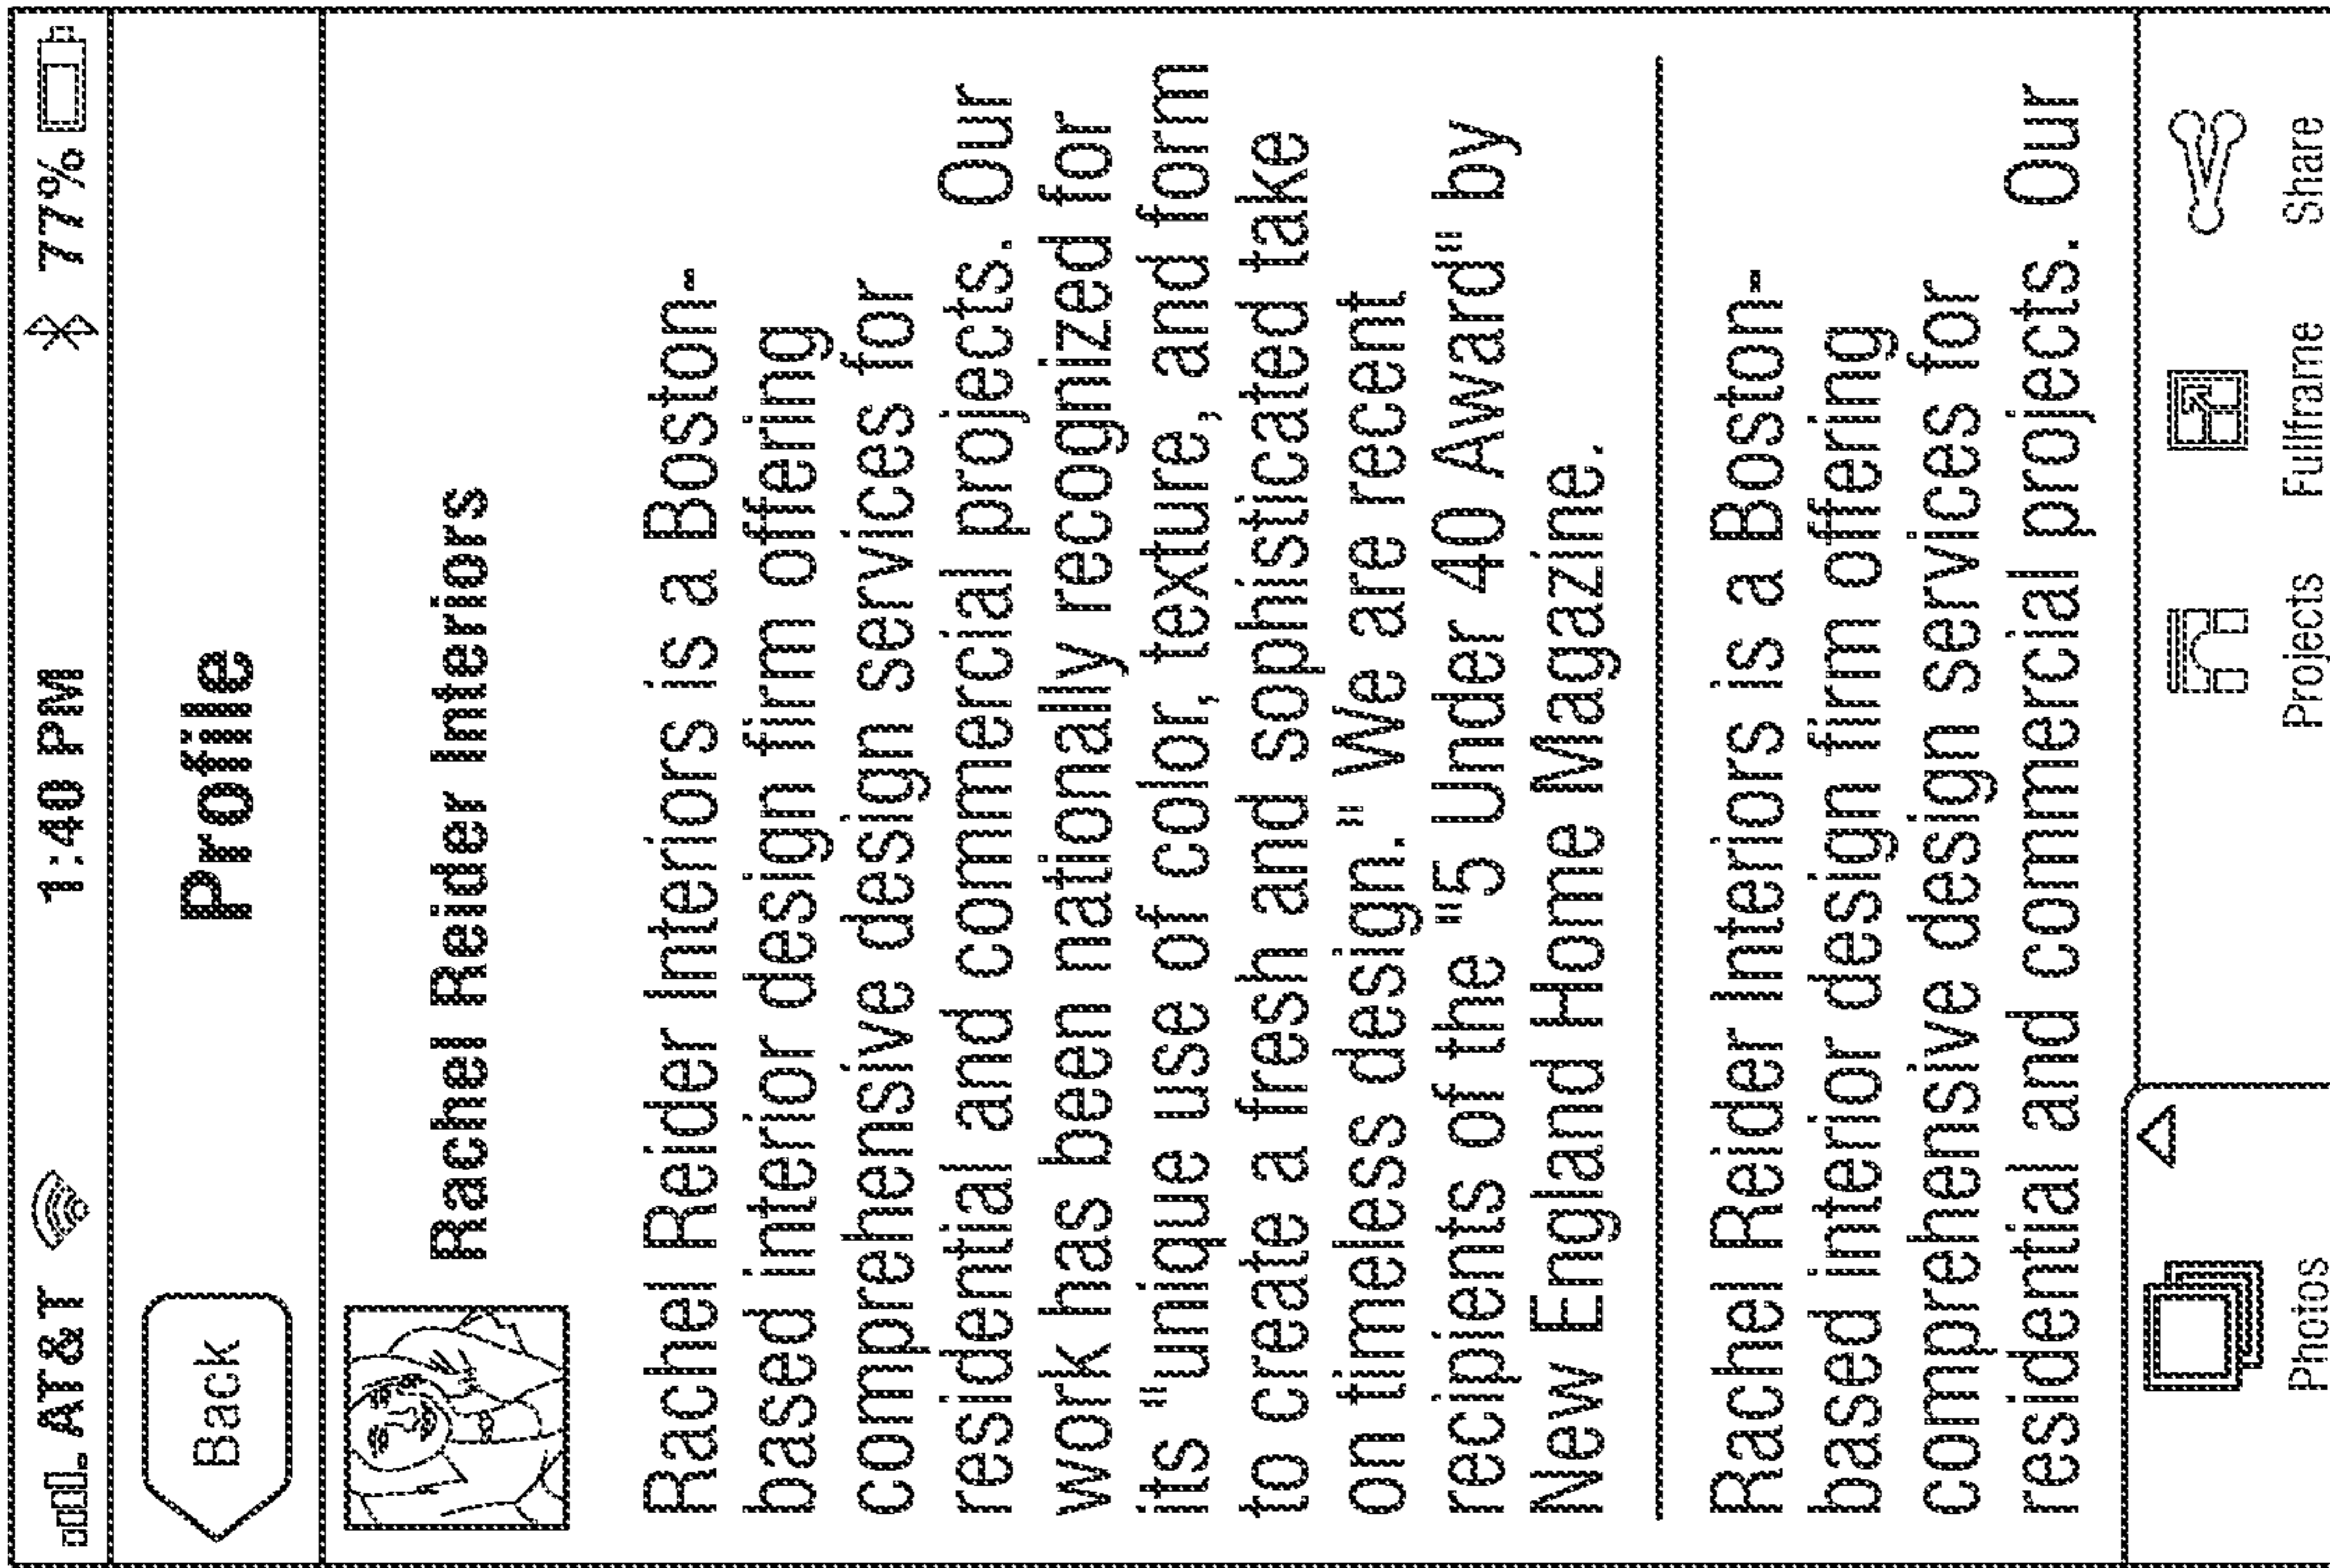 AT&T 1:40 PM 77%
Back Profile
Rachel Reider Interiors
Rachel Reider Interiors is a Boston-
based interior design firm offering
comprehensive design services for
residential and commercial projects. Our
work has been nationally recognized for
its "unique use of color, texture, and form
to create a fresh and sophisticated take
on timeless design." We are recent
recipients of the "5 Under 40 Award" by
New England Home Magazine.
Rachel Reider Interiors is a Boston-
based interior design firm offering
comprehensive design services for
residential and commercial projects. Our
Photos Projects Fullframe Share